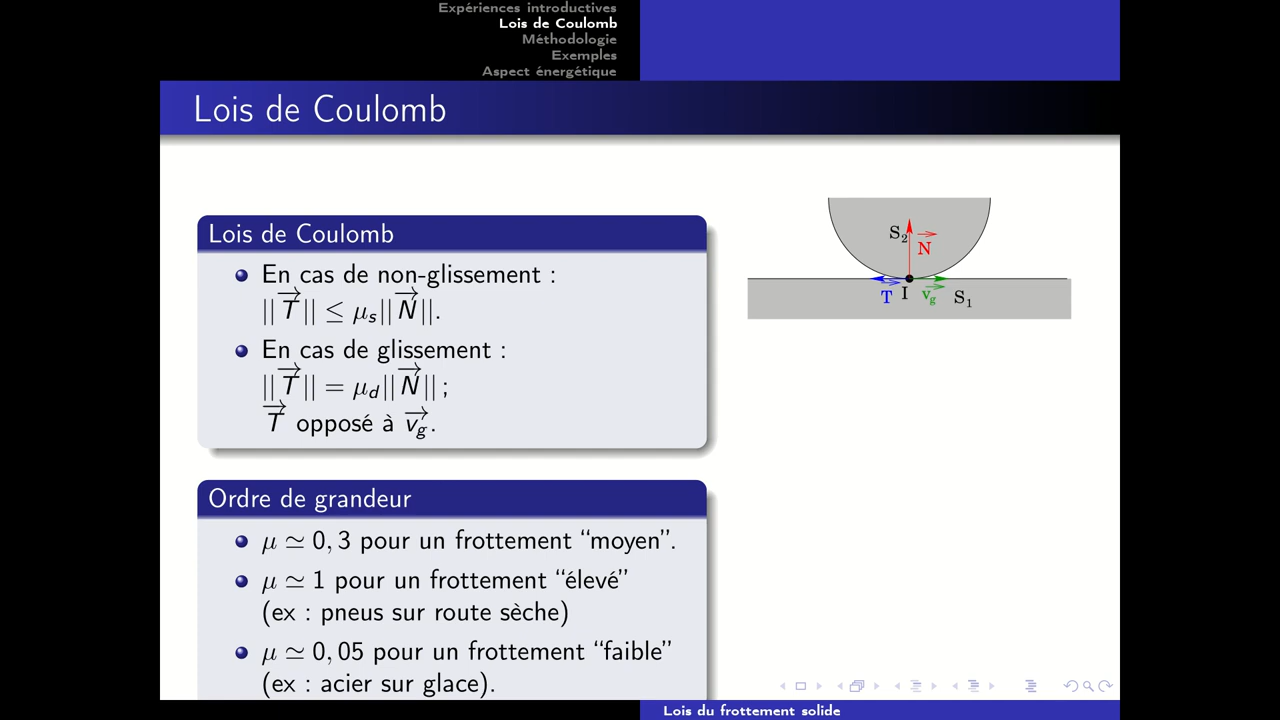 Expériences introductives
Lois de Coulomb
Méthodologie
Exemples
Aspect énergétique
Lois de Coulomb
Lois de Coulomb
En cas de non-glissement :
||T⃗|| ≤ μₛ||N⃗||.
En cas de glissement :
||T⃗|| = μ_d||N⃗|| ;
T⃗ opposé à v⃗_g.
Ordre de grandeur
μ ≃ 0, 3 pour un frottement “moyen”.
μ ≃ 1 pour un frottement “élevé”
(ex : pneus sur route sèche)
μ ≃ 0, 05 pour un frottement “faible”
(ex : acier sur glace).
S₂
N⃗
T⃗ I v⃗_g S₁
Lois du frottement solide